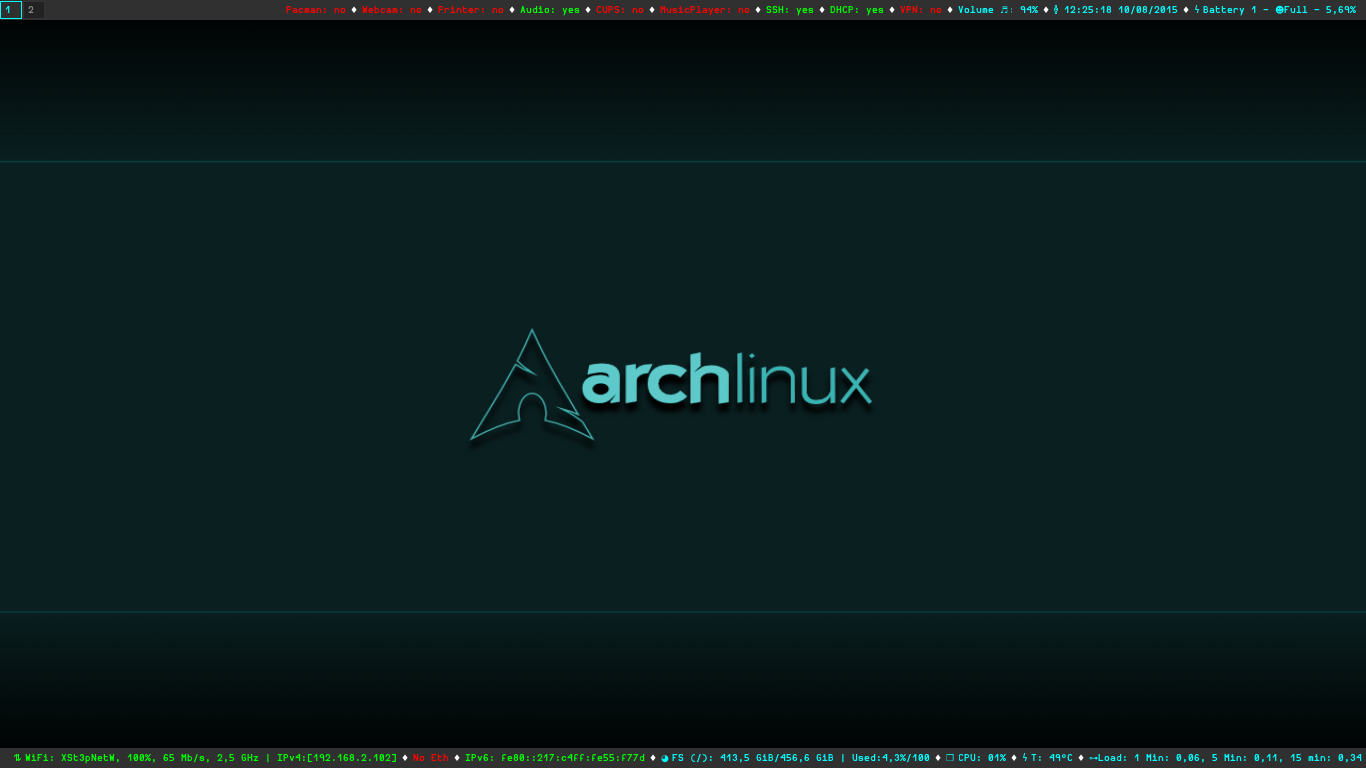 1 2 Pacman: no ♦ Webcam: no ♦ Printer: no ♦ Audio: yes ♦ CUPS: no ♦ MusicPlayer: no ♦ SSH: yes ♦ DHCP: yes ♦ VPN: no ♦ Volume ♬: 94% ♦ 12:25:18 10/08/2015 ♦ ϟ Battery 1 - ☻Full - 5,69%
archlinux
⇅ WiFi: XSt3pNetW, 100%, 65 Mb/s, 2,5 GHz | IPv4:[192.168.2.102] ♦ No Eth ♦ IPv6: fe80::217:c4ff:fe55:f77d ♦ FS (/): 413,5 GiB/456,6 GiB | Used:4,3%/100 ♦ ❐ CPU: 01% ♦ ϟ T: 49°C ♦ ⊶Load: 1 Min: 0,06, 5 Min: 0,11, 15 min: 0,34